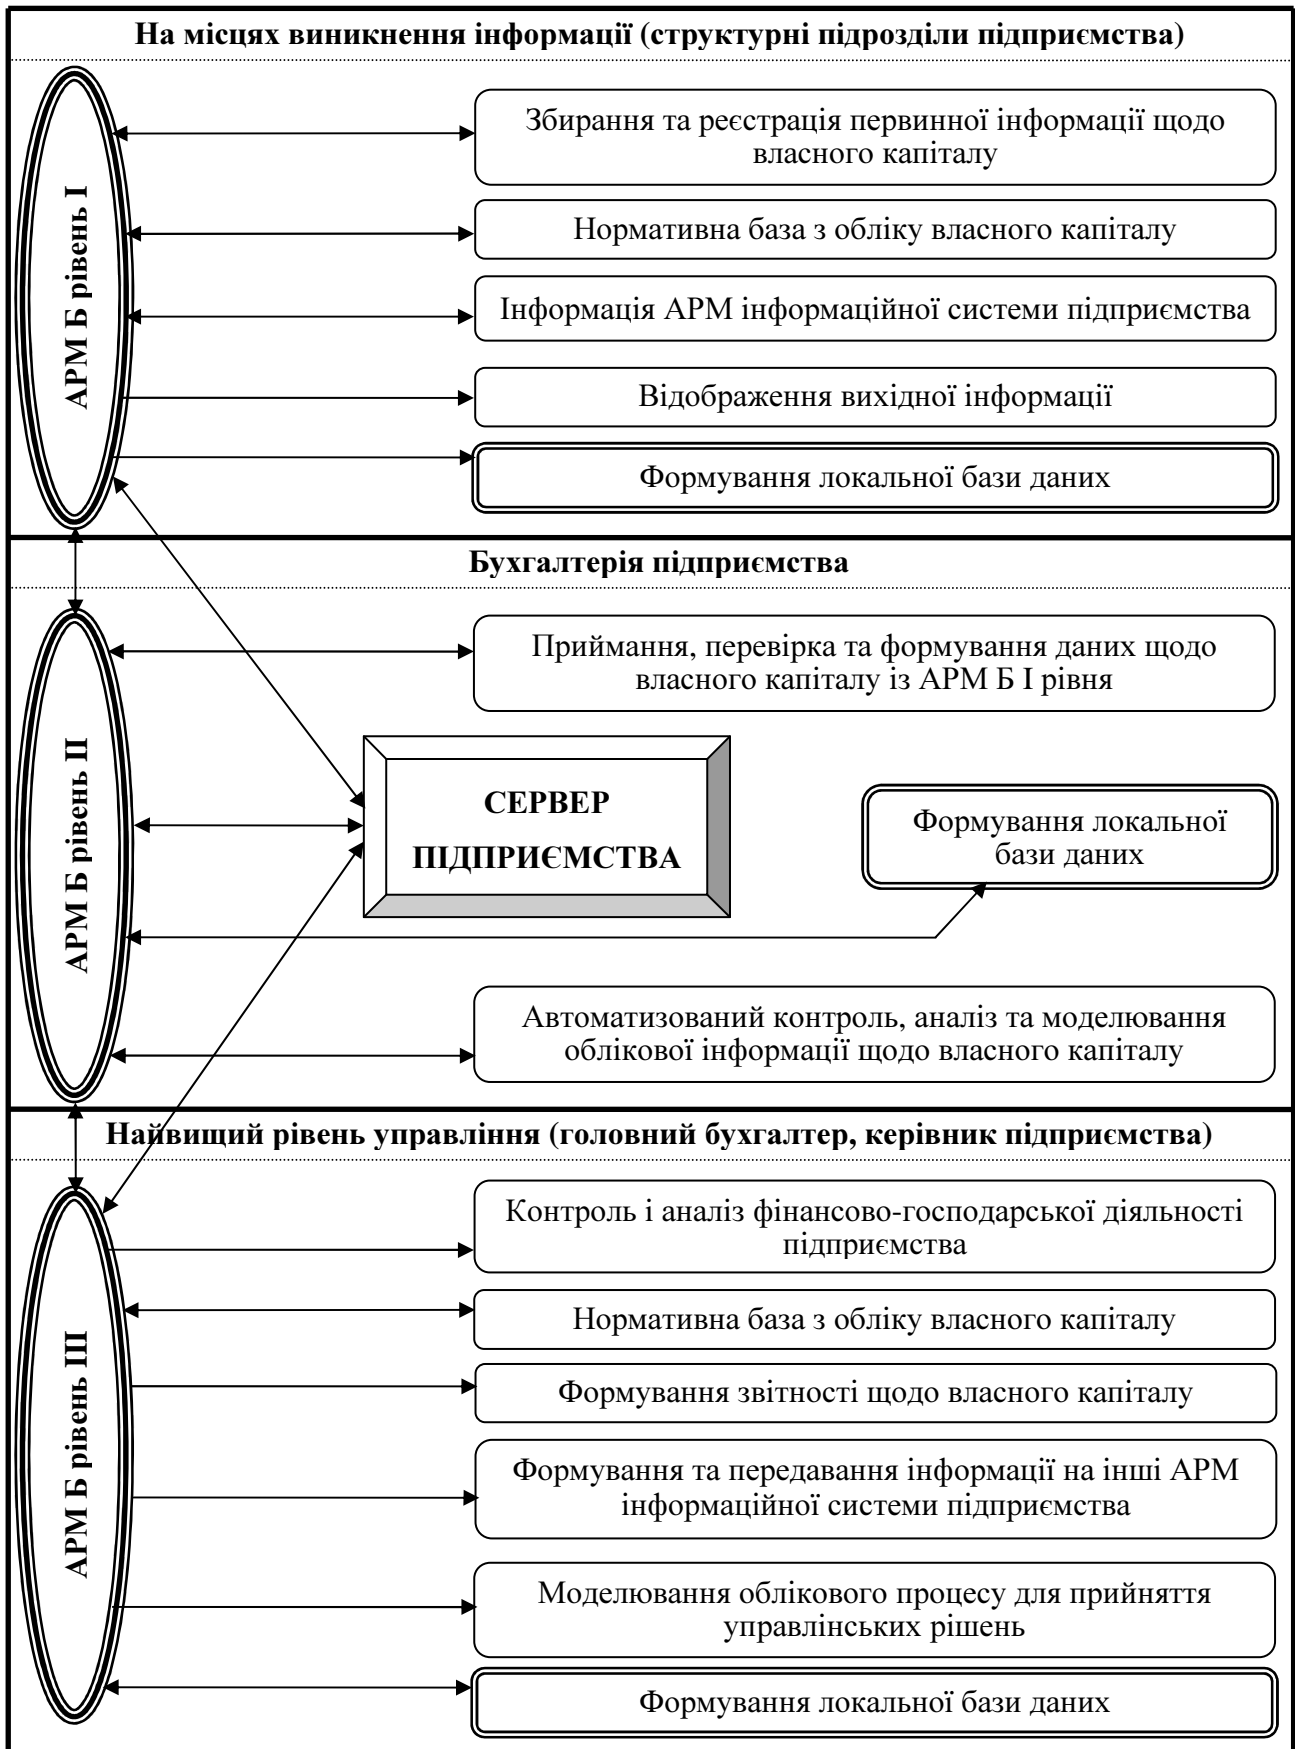 На місцях виникнення інформації (структурні підрозділи підприємства)
АРМ Б рівень І
Збирання та реєстрація первинної інформації щодо
власного капіталу
Нормативна база з обліку власного капіталу
Інформація АРМ інформаційної системи підприємства
Відображення вихідної інформації
Формування локальної бази даних
Бухгалтерія підприємства
АРМ Б рівень ІІ
Приймання, перевірка та формування даних щодо
власного капіталу із АРМ Б І рівня
СЕРВЕР
ПІДПРИЄМСТВА
Формування локальної
бази даних
Автоматизований контроль, аналіз та моделювання
облікової інформації щодо власного капіталу
Найвищий рівень управління (головний бухгалтер, керівник підприємства)
АРМ Б рівень ІІІ
Контроль і аналіз фінансово-господарської діяльності
підприємства
Нормативна база з обліку власного капіталу
Формування звітності щодо власного капіталу
Формування та передавання інформації на інші АРМ
інформаційної системи підприємства
Моделювання облікового процесу для прийняття
управлінських рішень
Формування локальної бази даних